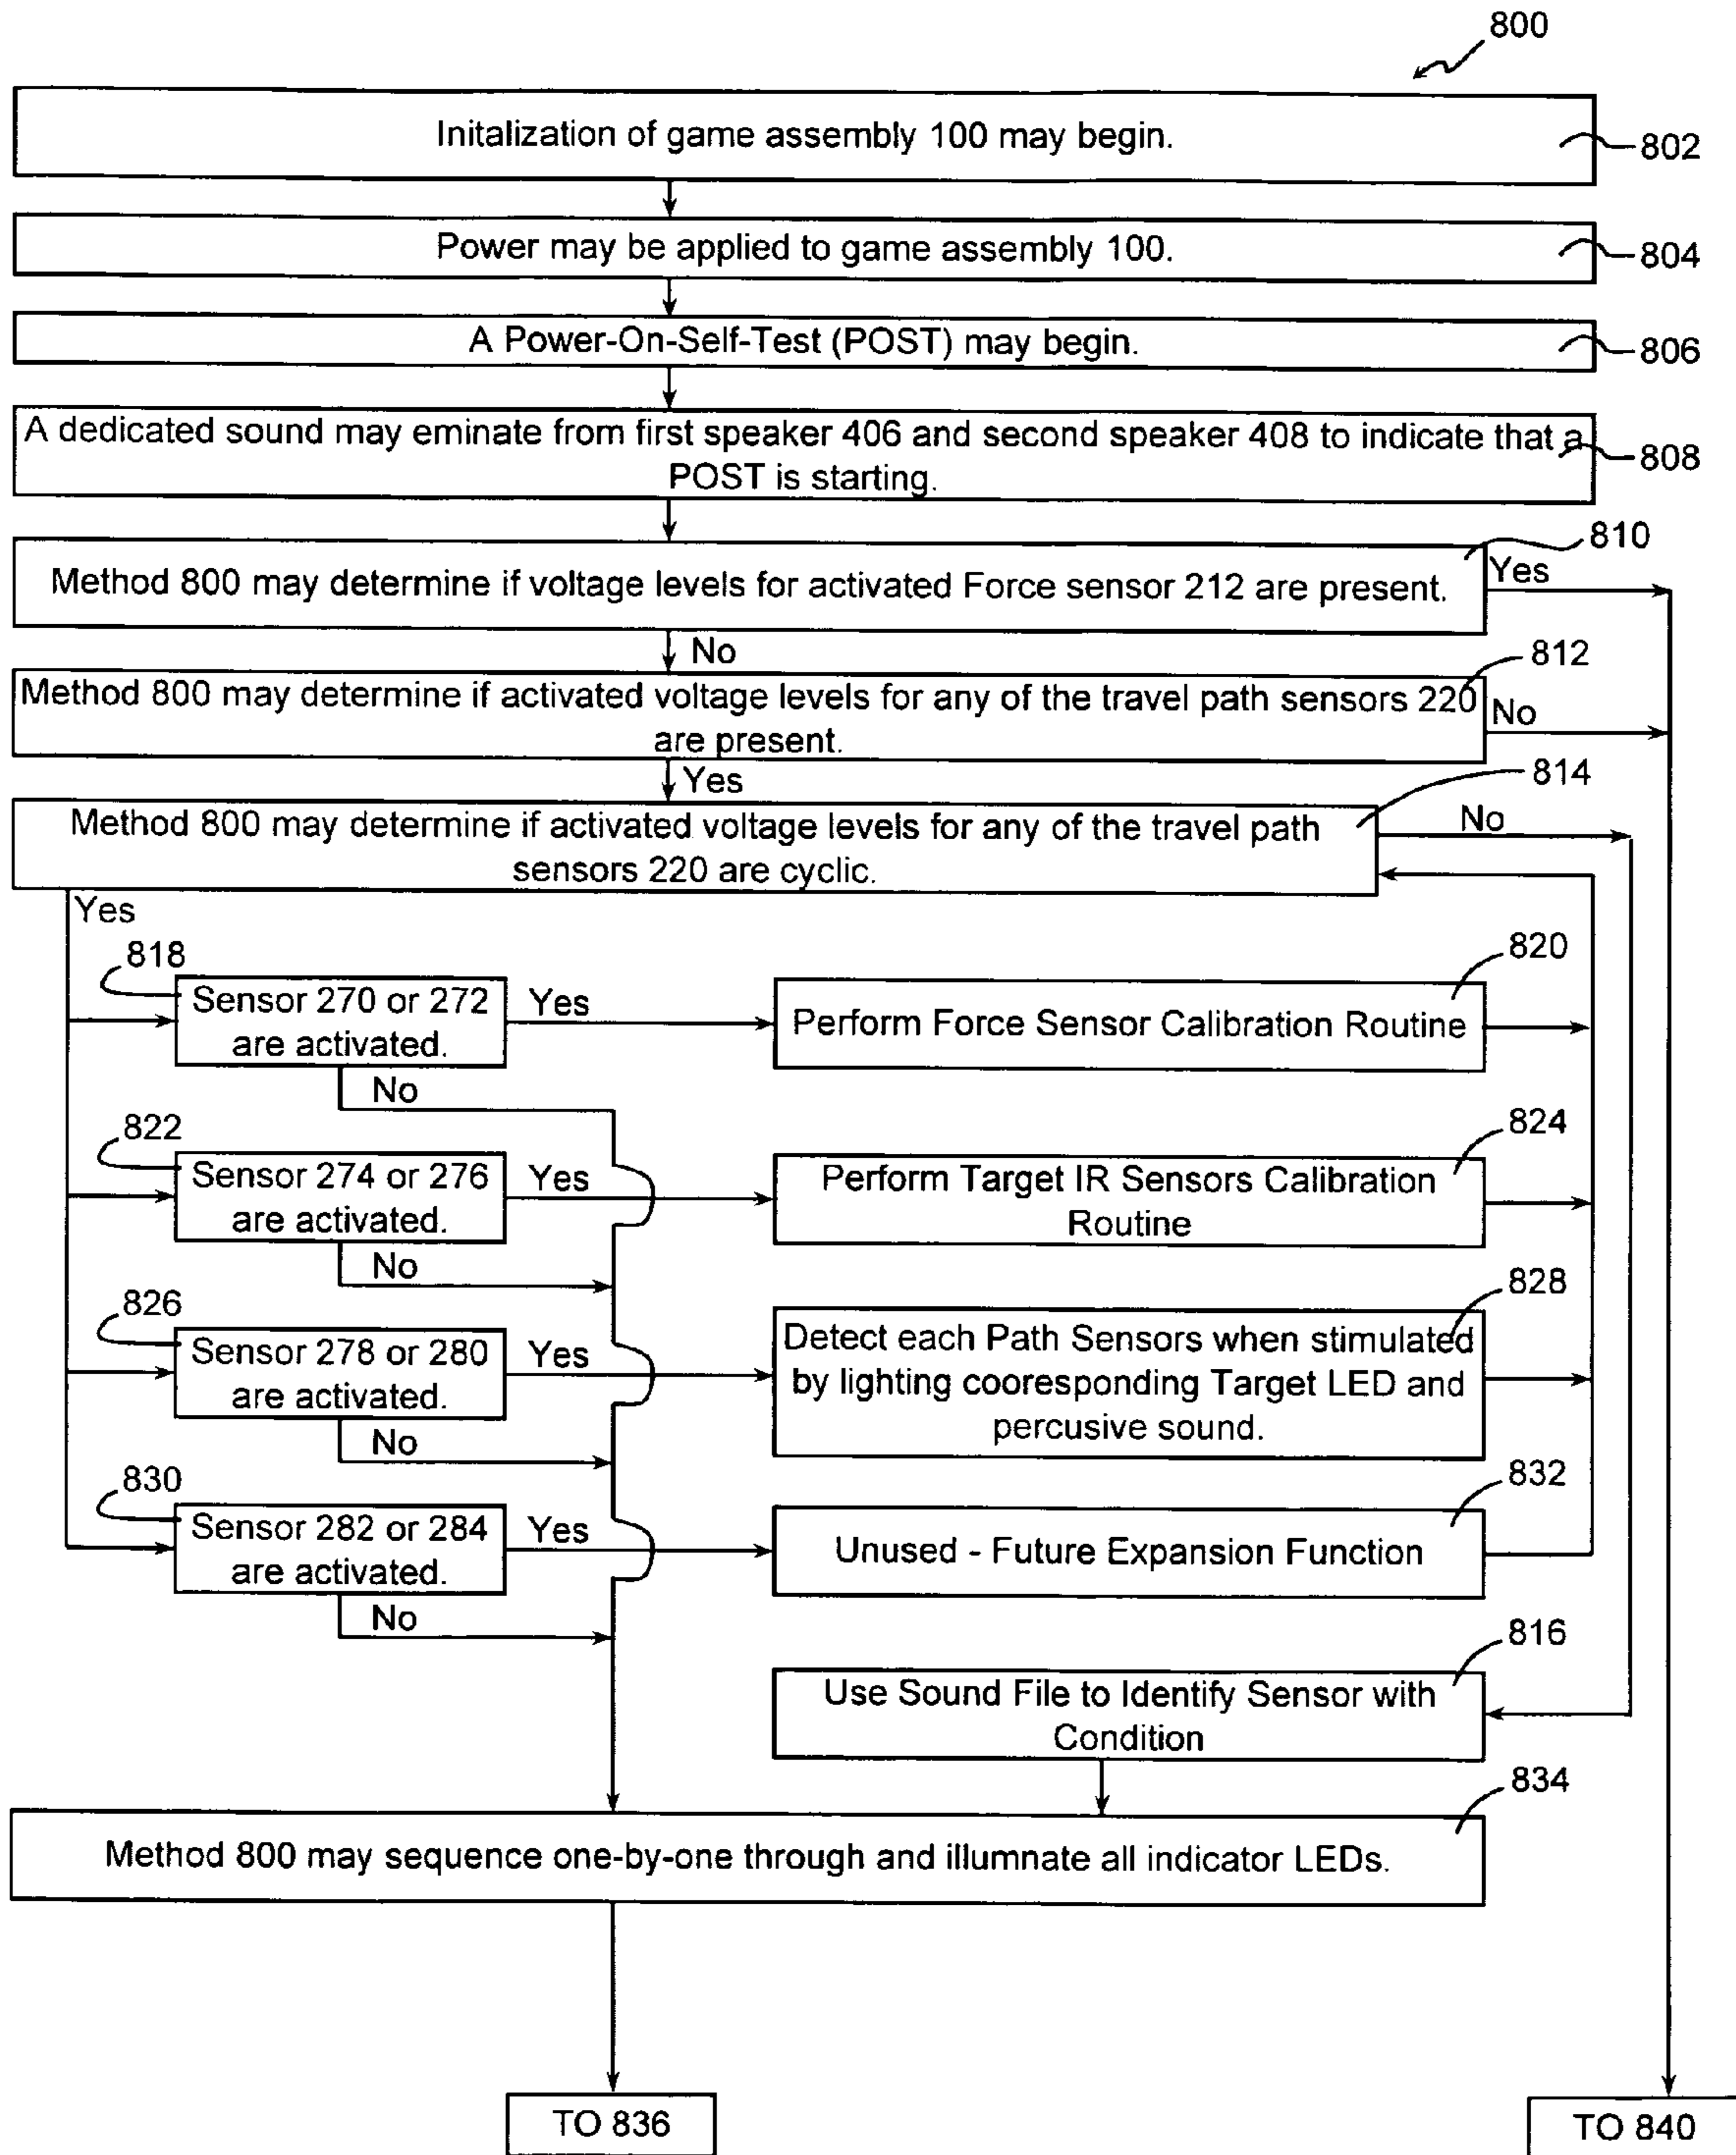 800
Initalization of game assembly 100 may begin.
802
Power may be applied to game assembly 100.
804
A Power-On-Self-Test (POST) may begin.
806
A dedicated sound may eminate from first speaker 406 and second speaker 408 to indicate that a
POST is starting.
808
810
Method 800 may determine if voltage levels for activated Force sensor 212 are present.
Yes
No
812
Method 800 may determine if activated voltage levels for any of the travel path sensors 220
are present.
No
Yes
814
Method 800 may determine if activated voltage levels for any of the travel path
sensors 220 are cyclic.
No
Yes
818
Sensor 270 or 272
are activated.
Yes
820
Perform Force Sensor Calibration Routine
No
822
Sensor 274 or 276
are activated.
Yes
824
Perform Target IR Sensors Calibration
Routine
No
826
Sensor 278 or 280
are activated.
Yes
828
Detect each Path Sensors when stimulated
by lighting cooresponding Target LED and
percusive sound.
No
830
Sensor 282 or 284
are activated.
Yes
832
Unused - Future Expansion Function
No
816
Use Sound File to Identify Sensor with
Condition
834
Method 800 may sequence one-by-one through and illumnate all indicator LEDs.
TO 836
TO 840